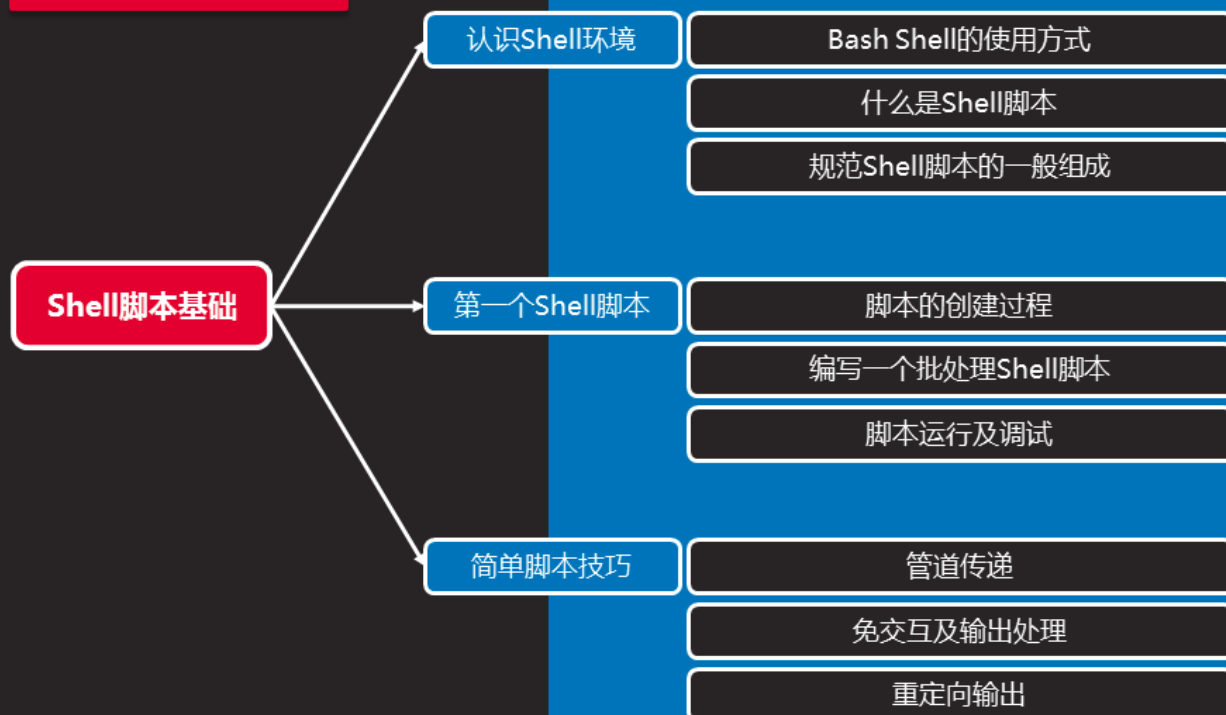 认识Shell环境
Bash Shell的使用方式
什么是Shell脚本
规范Shell脚本的一般组成
Shell脚本基础
第一个Shell脚本
脚本的创建过程
编写一个批处理Shell脚本
脚本运行及调试
简单脚本技巧
管道传递
免交互及输出处理
重定向输出